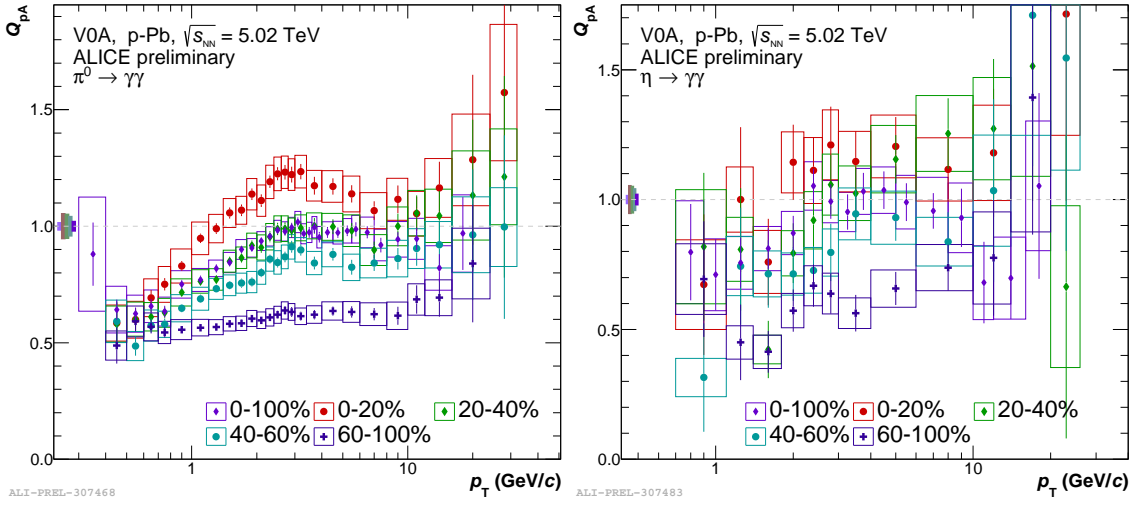 Q_pA
V0A, p-Pb, √s_NN = 5.02 TeV
ALICE preliminary
π⁰ → γγ
1.5
1.0
0.5
0.0
0-100% 0-20% 20-40%
40-60% 60-100%
1 10
p_T (GeV/c)
ALI-PREL-307468
Q_pA
V0A, p-Pb, √s_NN = 5.02 TeV
ALICE preliminary
η → γγ
1.5
1.0
0.5
0.0
0-100% 0-20% 20-40%
40-60% 60-100%
1 10
p_T (GeV/c)
ALI-PREL-307483